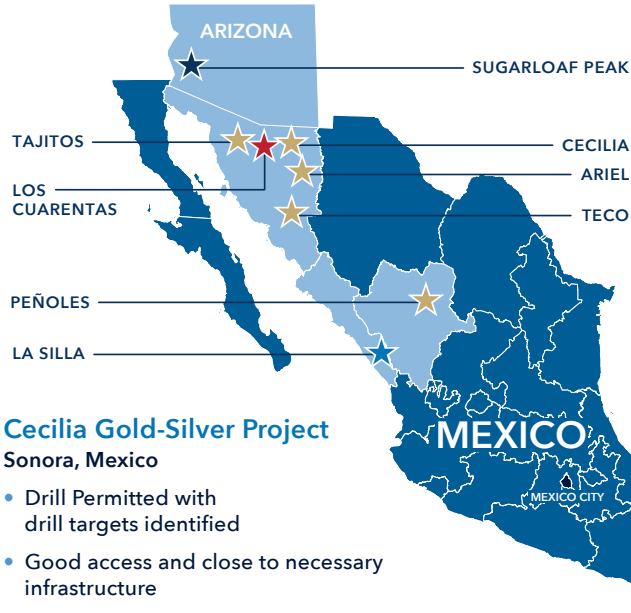 ARIZONA
SUGARLOAF PEAK
TAJITOS
CECILIA
ARIEL
LOS
CUARENTAS
TECO
PEÑOLES
LA SILLA
Cecilia Gold-Silver Project
Sonora, Mexico
MEXICO
MEXICO CITY
• Drill Permitted with
drill targets identified
• Good access and close to necessary
infrastructure